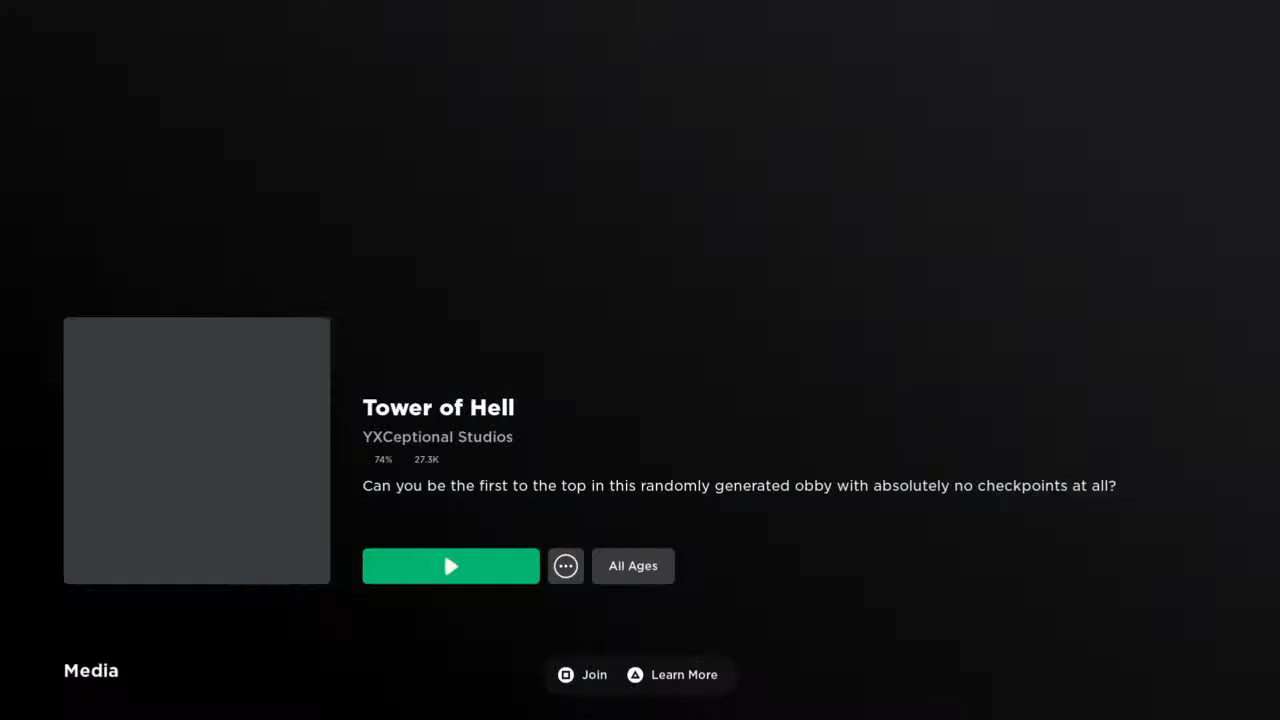 Tower of Hell
YXCeptional Studios
74% 27.3K
Can you be the first to the top in this randomly generated obby with absolutely no checkpoints at all?
All Ages
Media
Join Learn More